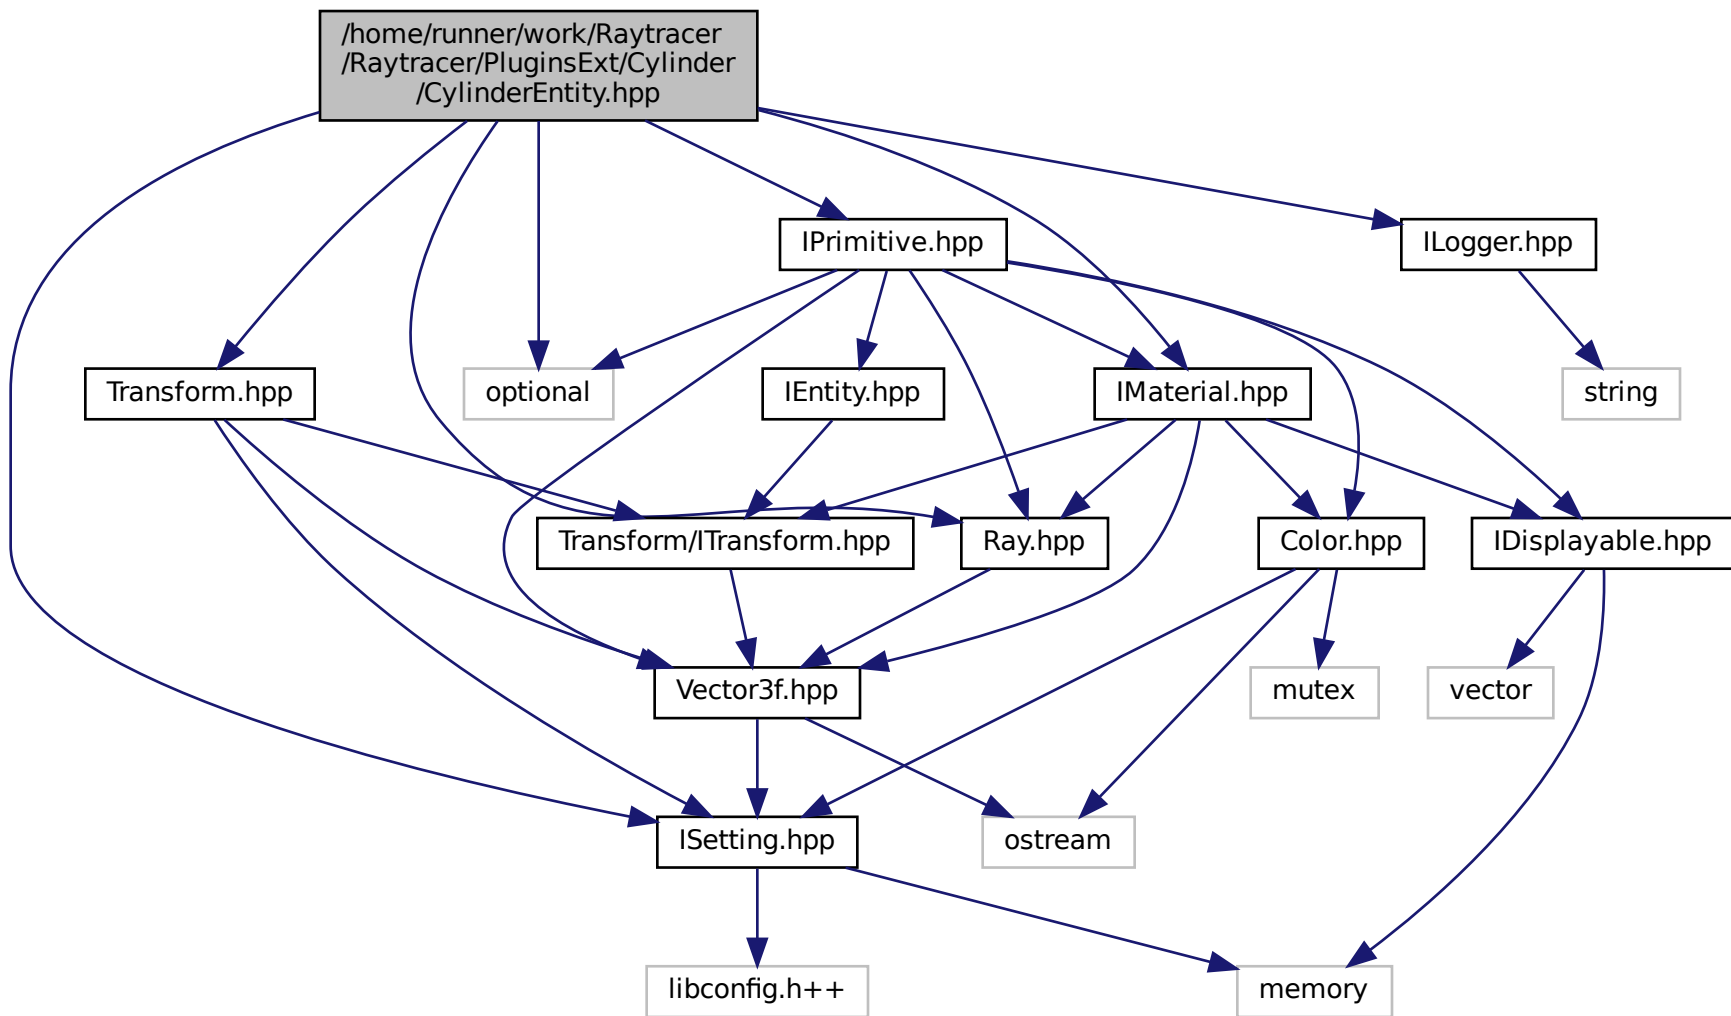 /home/runner/work/Raytracer
/Raytracer/PluginsExt/Cylinder
/CylinderEntity.hpp
IPrimitive.hpp
ILogger.hpp
Transform.hpp
optional
IEntity.hpp
IMaterial.hpp
string
Transform/ITransform.hpp
Ray.hpp
Color.hpp
IDisplayable.hpp
Vector3f.hpp
mutex
vector
ISetting.hpp
ostream
libconfig.h++
memory